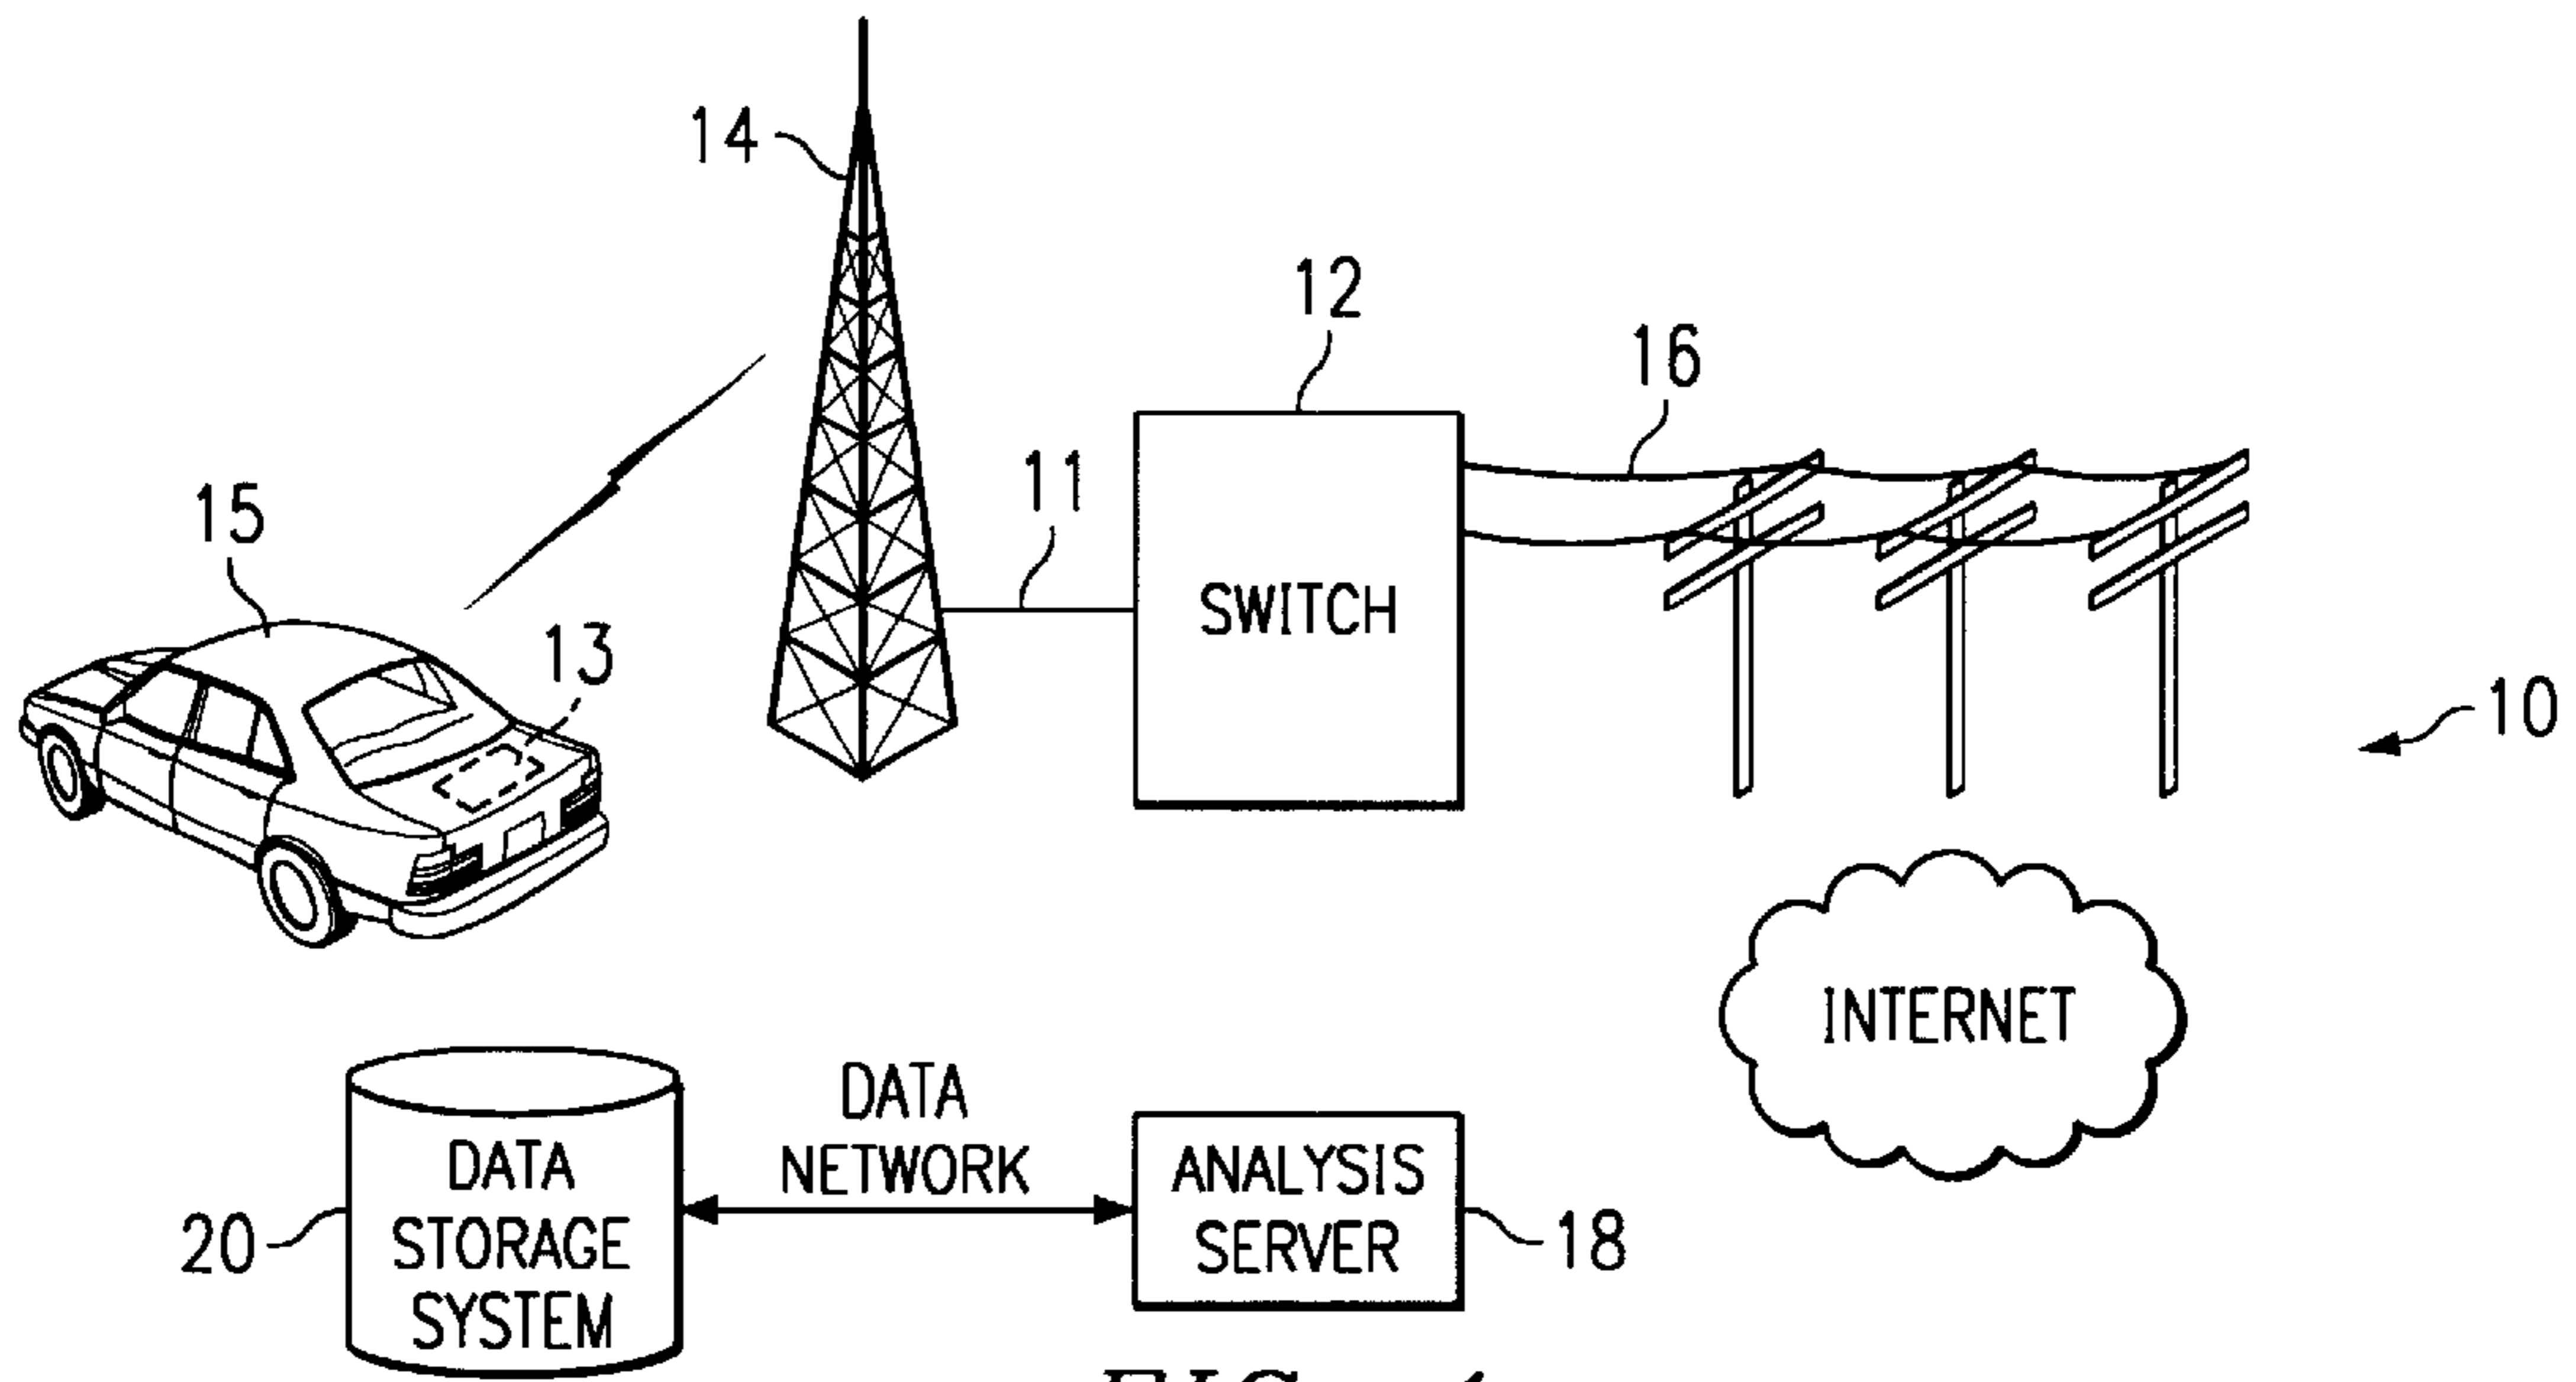 14
12
16
11
15
13
SWITCH
10
INTERNET
DATA
NETWORK
DATA
STORAGE
SYSTEM
ANALYSIS
SERVER
20
18